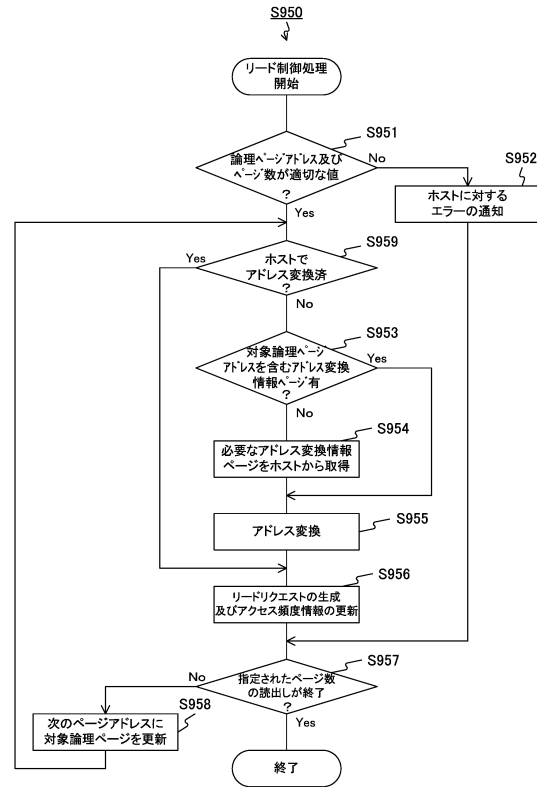 S950
リード制御処理
開始
S951
論理ページアドレス及び
ページ数が適切な値
?
No
Yes
S952
ホストに対する
エラーの通知
S959
ホストで
アドレス変換済
?
Yes
No
S953
対象論理ページ
アドレスを含むアドレス変換
情報ページ有
?
Yes
No
S954
必要なアドレス変換情報
ページをホストから取得
S955
アドレス変換
S956
リードリクエストの生成
及びアクセス頻度情報の更新
S957
指定されたページ数
の読出しが終了
?
No
Yes
S958
次のページアドレスに
対象論理ページを更新
終了